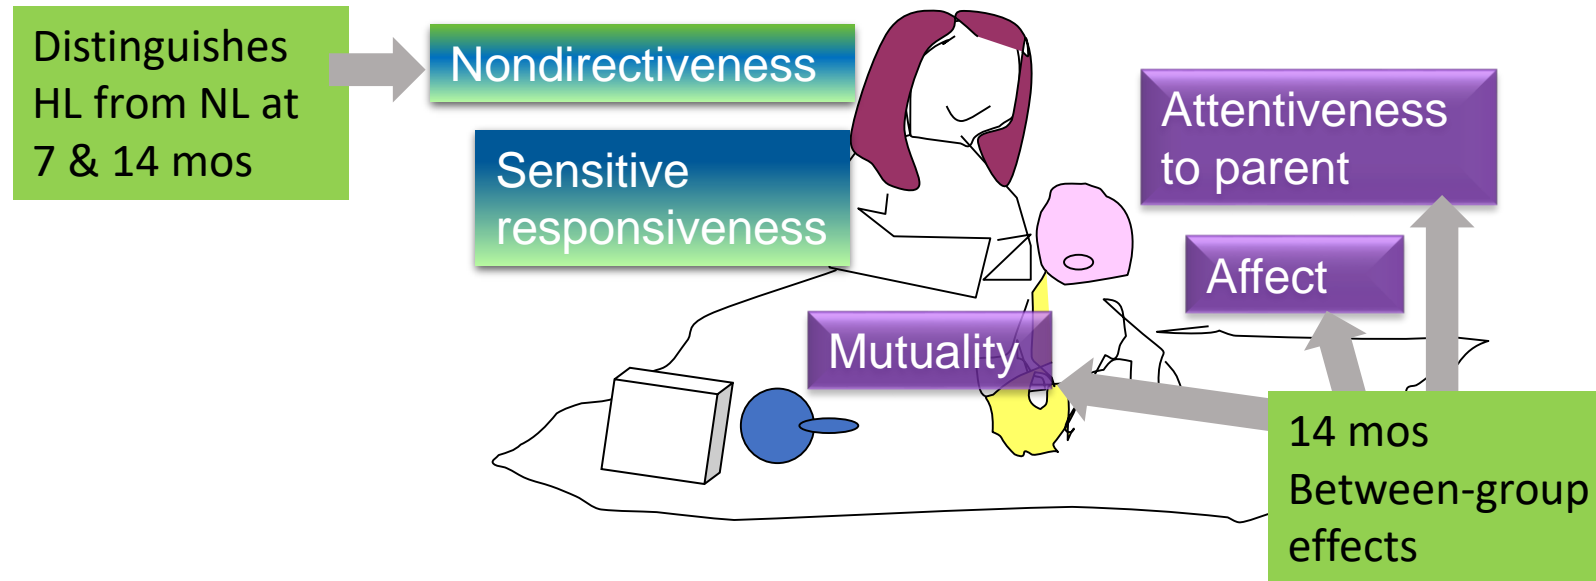 Distinguishes
HL from NL at
7 & 14 mos
Nondirectiveness
Sensitive
responsiveness
Attentiveness
to parent
Affect
Mutuality
14 mos
Between-group
effects